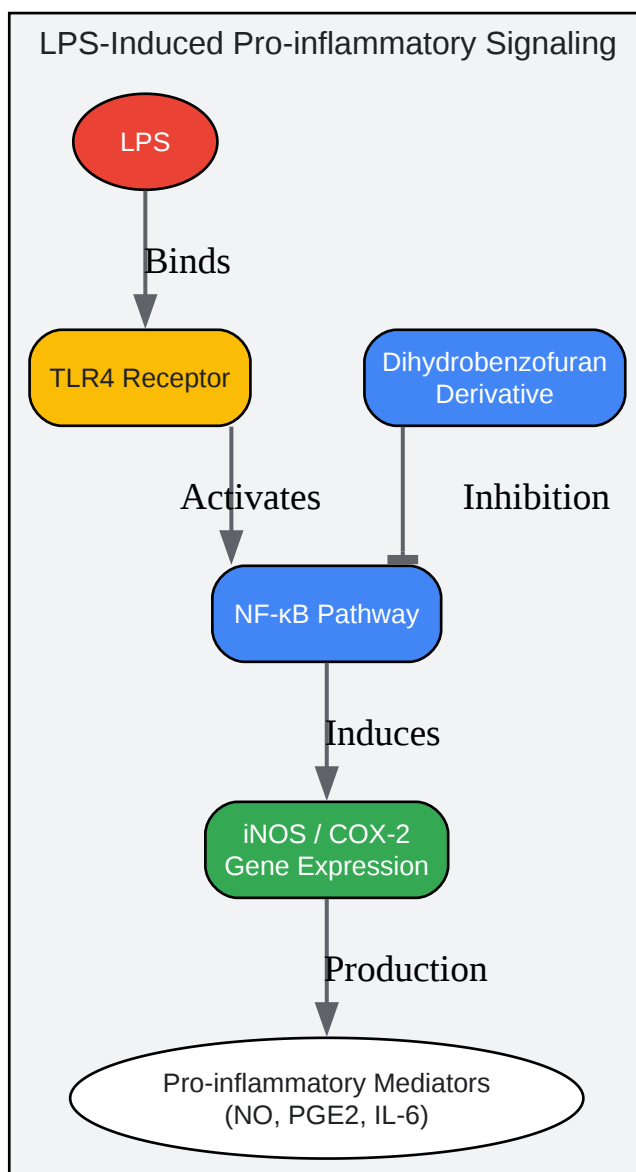 LPS-Induced Pro-inflammatory Signaling
LPS
Binds
TLR4 Receptor
Dihydrobenzofuran
Derivative
Activates
Inhibition
NF-κB Pathway
Induces
iNOS / COX-2
Gene Expression
Production
Pro-inflammatory Mediators
(NO, PGE2, IL-6)